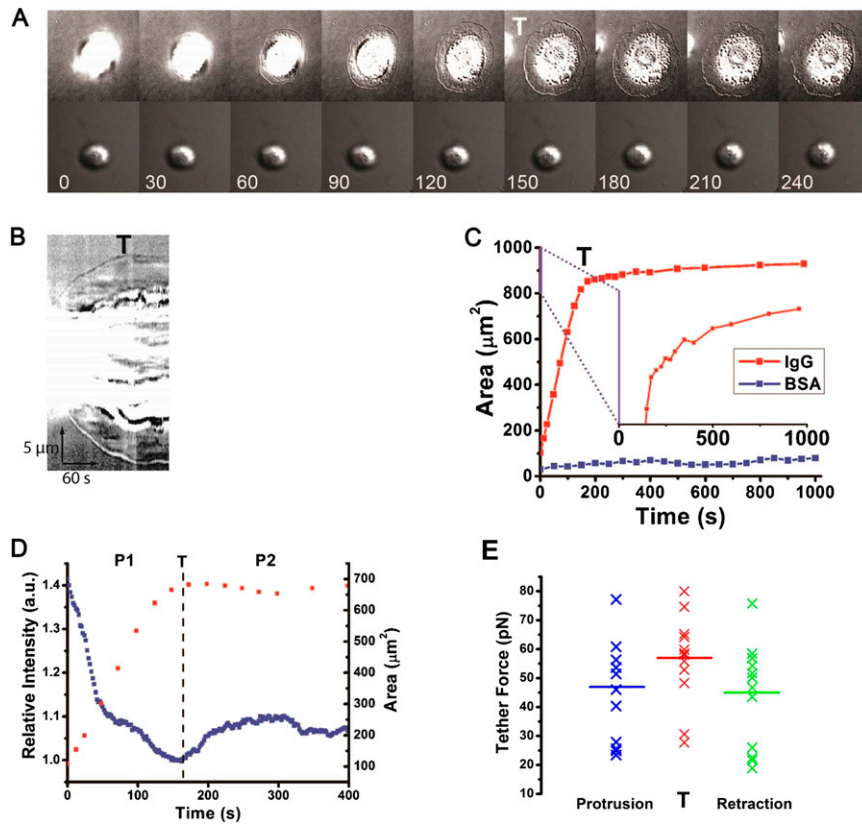 A
T
0 30 60 90 120 150 180 210 240
B
T
5 μm
60 s
C
T
1000
800
600
400
200
0
Area (μm²)
0 500 1000
IgG
BSA
0 200 400 600 800 1000
Time (s)
D
P1 T P2
1.4
1.3
1.2
1.1
1.0
Relative Intensity (a.u.)
700
600
500
400
300
200
100
Area (μm²)
0 100 200 300 400
Time (s)
E
80
70
60
50
40
30
20
10
0
Tether Force (pN)
Protrusion T Retraction